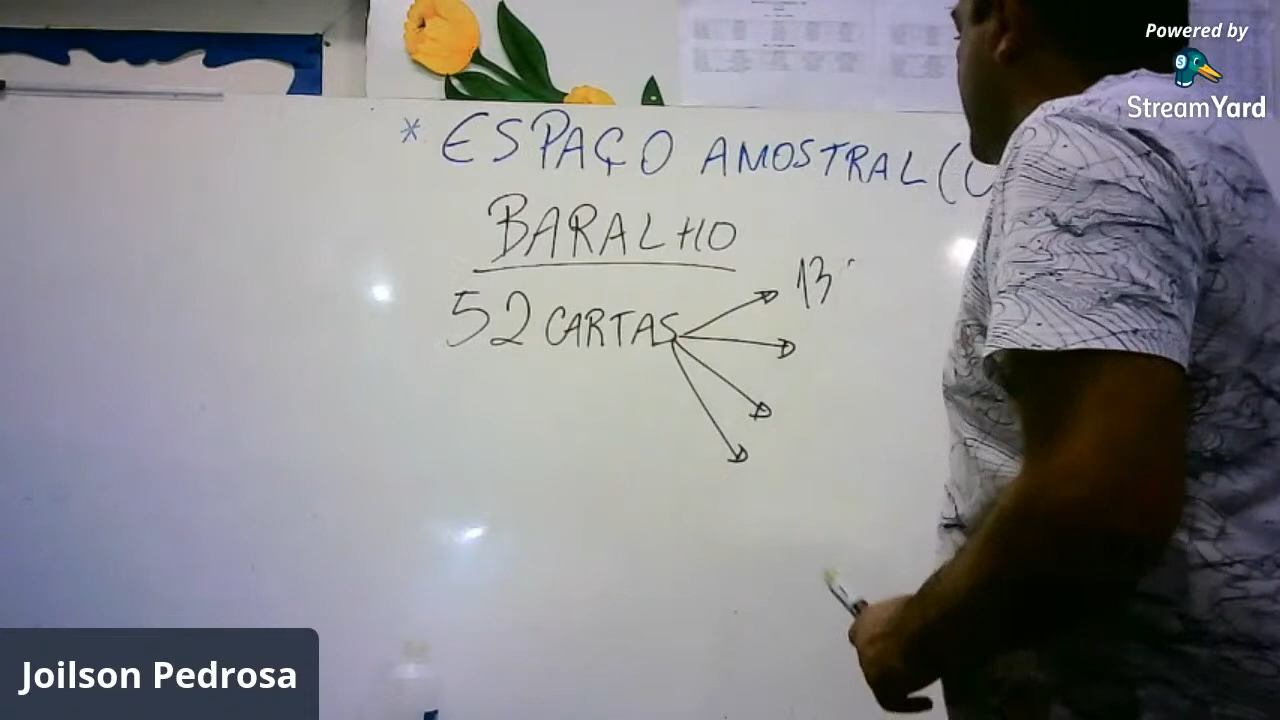 Powered by
StreamYard
* ESPAÇO AMOSTRAL (U
BARALHO
52 CARTAS
13
Joilson Pedrosa